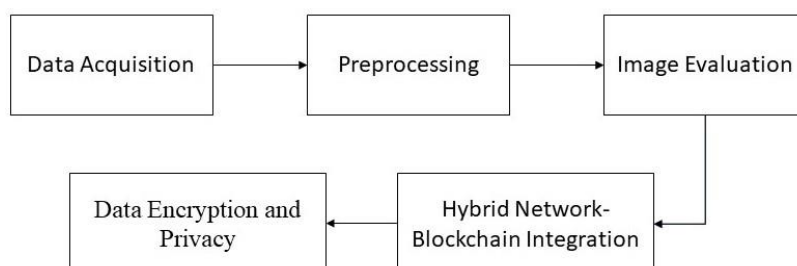 Data Acquisition
Preprocessing
Image Evaluation
Hybrid Network-
Blockchain Integration
Data Encryption and
Privacy